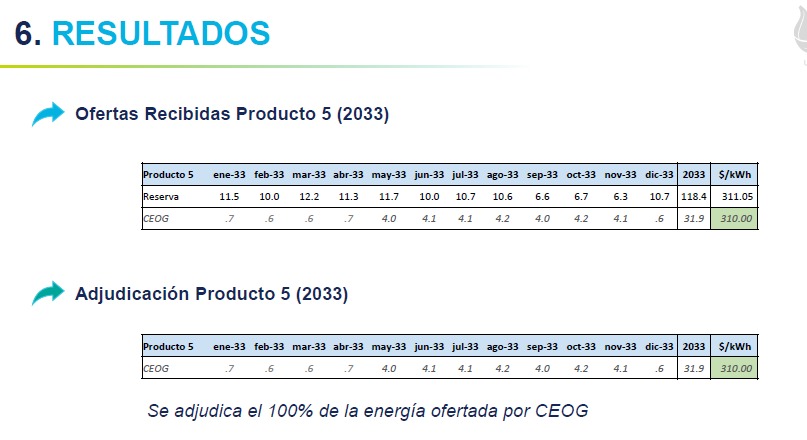 6. RESULTADOS
Ofertas Recibidas Producto 5 (2033)
Producto 5 ene-33 feb-33 mar-33 abr-33 may-33 jun-33 jul-33 ago-33 sep-33 oct-33 nov-33 dic-33 2033 $/kWh
Reserva 11.5 10.0 12.2 11.3 11.7 10.0 10.7 10.6 6.6 6.7 6.3 10.7 118.4 311.05
CEOG .7 .6 .6 .7 4.0 4.1 4.1 4.2 4.0 4.2 4.1 .6 31.9 310.00
Adjudicación Producto 5 (2033)
Producto 5 ene-33 feb-33 mar-33 abr-33 may-33 jun-33 jul-33 ago-33 sep-33 oct-33 nov-33 dic-33 2033 $/kWh
CEOG .7 .6 .6 .7 4.0 4.1 4.1 4.2 4.0 4.2 4.1 .6 31.9 310.00
Se adjudica el 100% de la energía ofertada por CEOG